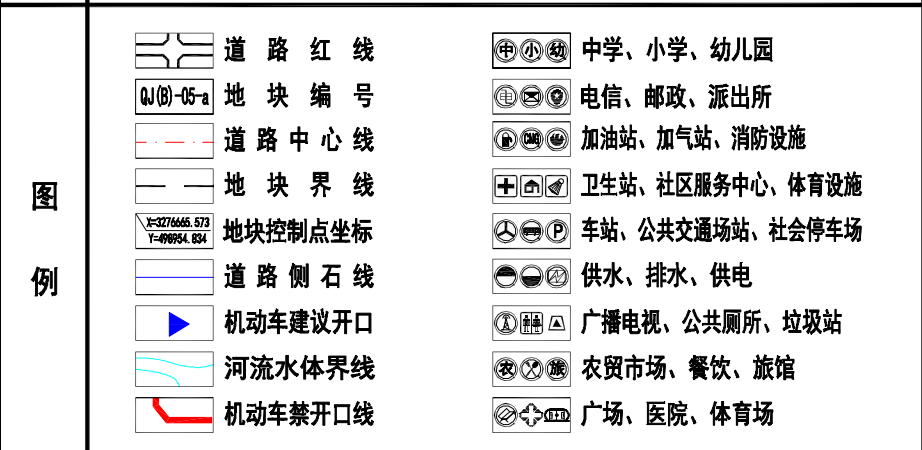 图例
道路红线
QJ(B)-05-a 地块编号
道路中心线
地块界线
X=3276665.573
Y=498954.834
地块控制点坐标
道路侧石线
机动车建议开口
河流水体界线
机动车禁开口线
中 小 幼 中学、小学、幼儿园
电信、邮政、派出所
CNG 加油站、加气站、消防设施
卫生站、社区服务中心、体育设施
P 车站、公共交通场站、社会停车场
供水、排水、供电
广播电视、公共厕所、垃圾站
农 旅 农贸市场、餐饮、旅馆
广场、医院、体育场